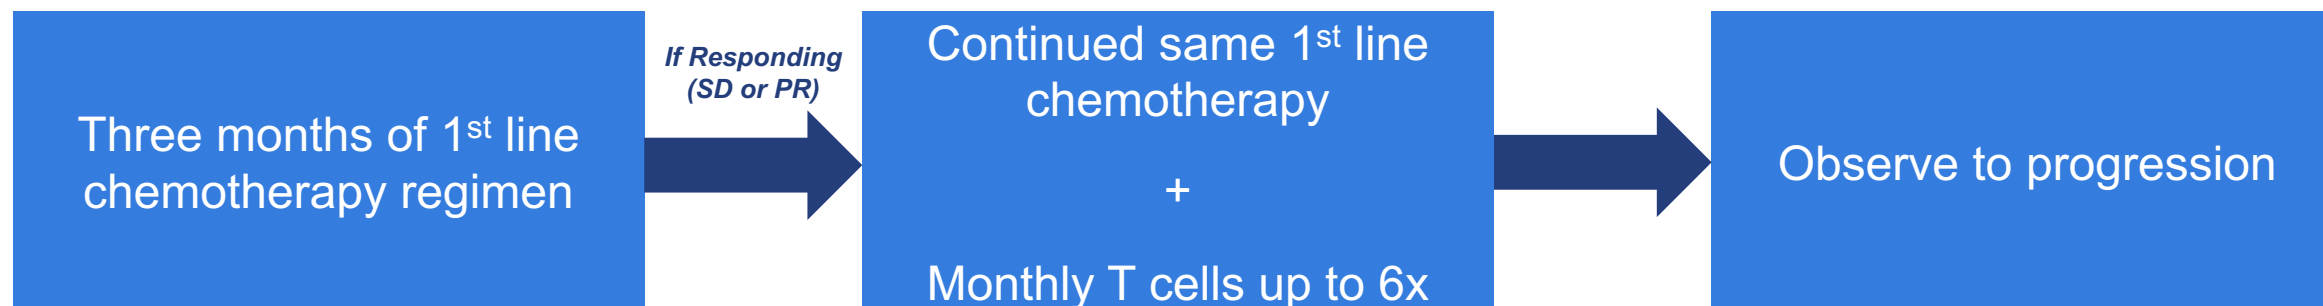 Three months of 1st line
chemotherapy regimen
If Responding
(SD or PR)
Continued same 1st line
chemotherapy
+
Monthly T cells up to 6x
Observe to progression